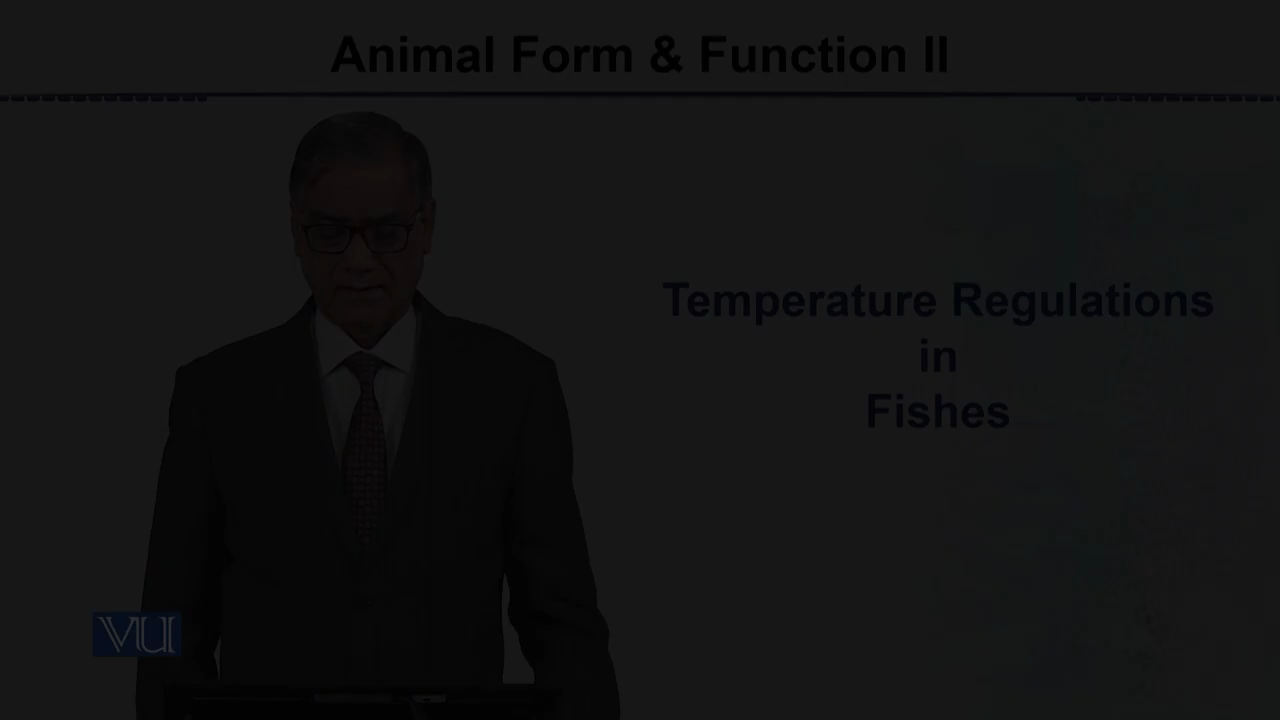 Animal Form & Function II
Temperature Regulations
in
Fishes
VU